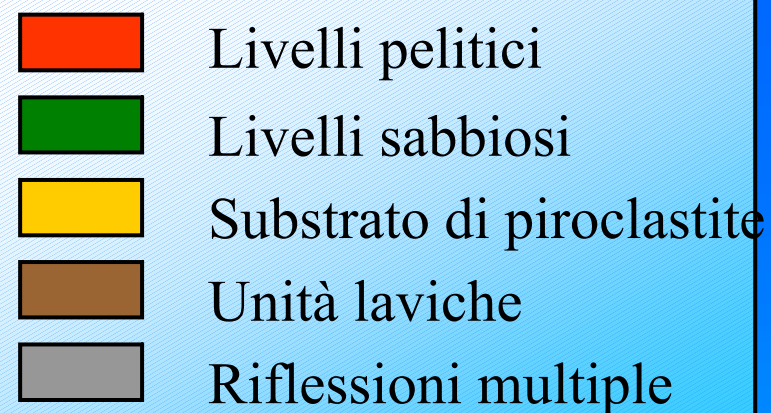 Livelli pelitici
Livelli sabbiosi
Substrato di piroclastite
Unità laviche
Riflessioni multiple